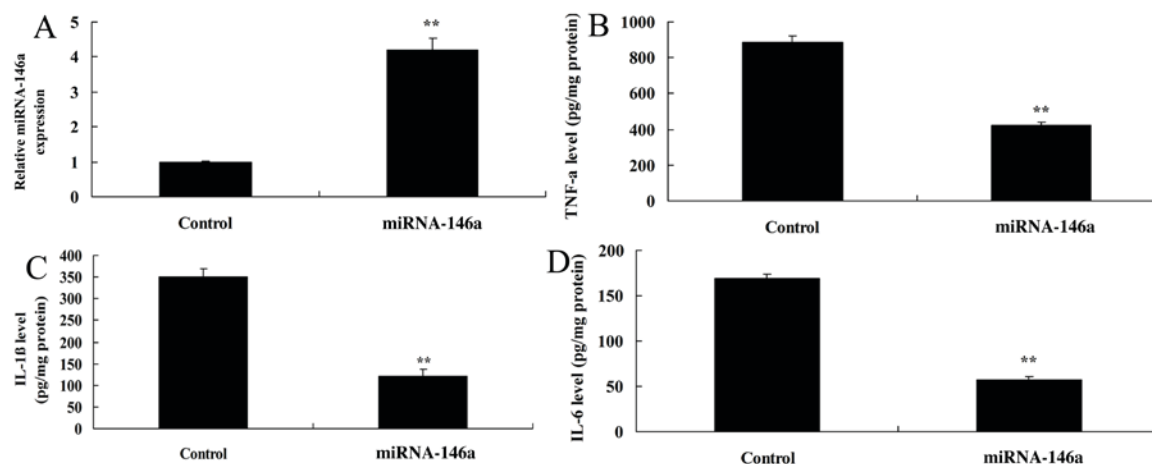 A
Relative miRNA-146a
expression
5
4
3
2
1
0
**
Control
miRNA-146a
B
TNF-a level (pg/mg protein)
1000
800
600
400
200
0
**
Control
miRNA-146a
C
IL-1ß level
(pg/mg protein)
400
350
300
250
200
150
100
50
0
**
Control
miRNA-146a
D
IL-6 level (pg/mg protein)
200
150
100
50
0
**
Control
miRNA-146a